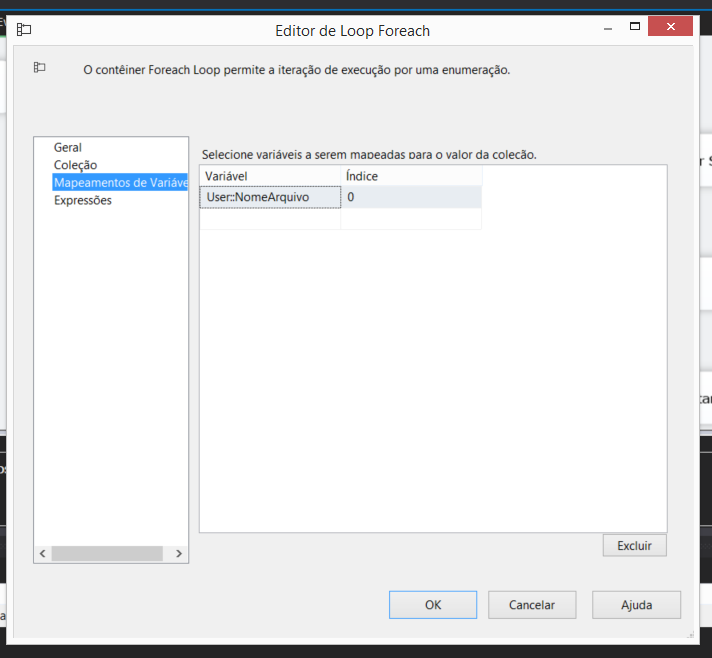 Editor de Loop Foreach
O contêiner Foreach Loop permite a iteração de execução por uma enumeração.
Geral
Coleção
Mapeamentos de Variáve
Expressões
Selecione variáveis a serem mapeadas para o valor da coleção.
Variável Índice
User::NomeArquivo 0
Excluir
OK Cancelar Ajuda